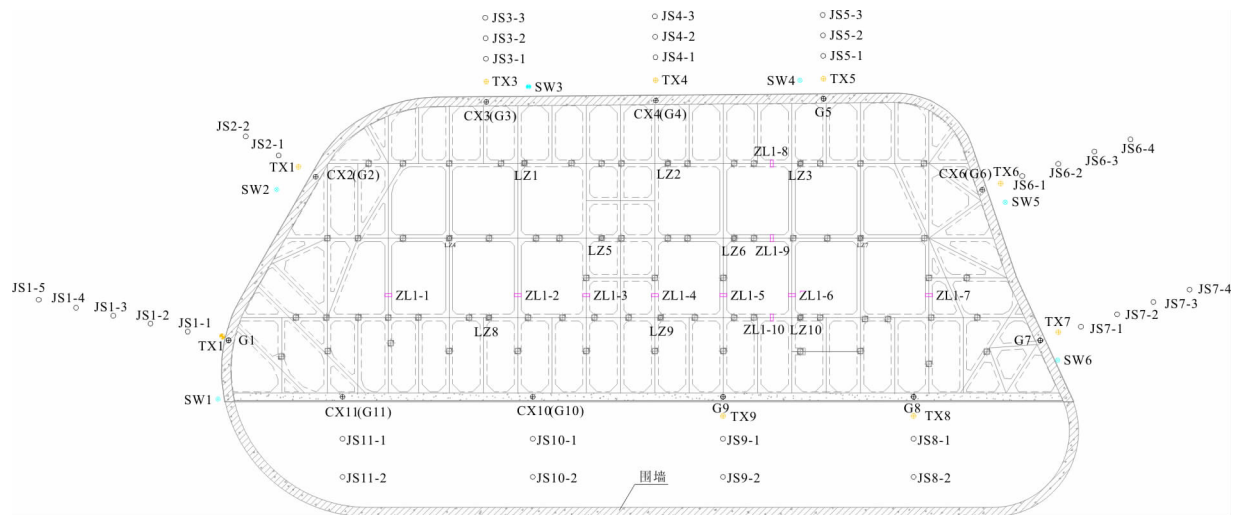 JS3-3
JS4-3
JS5-3
JS3-2
JS4-2
JS5-2
JS3-1
JS4-1
JS5-1
TX3
SW3
TX4
SW4
TX5
CX3(G3)
CX4(G4)
G5
JS2-2
JS2-1
TX1
SW2
CX2(G2)
LZ1
LZ2
ZL1-8
LZ3
CX6(G6)
TX6
JS6-1
JS6-2
JS6-3
JS6-4
SW5
LZ4
LZ5
LZ6
ZL1-9
LZ7
JS1-5
JS1-4
JS1-3
JS1-2
JS1-1
TX1
G1
ZL1-1
ZL1-2
ZL1-3
ZL1-4
ZL1-5
ZL1-6
ZL1-7
JS7-4
JS7-3
JS7-2
JS7-1
TX7
G7
SW6
LZ8
LZ9
ZL1-10
LZ10
SW1
CX11(G11)
CX10(G10)
G9
G8
TX9
TX8
JS11-1
JS10-1
JS9-1
JS8-1
JS11-2
JS10-2
JS9-2
JS8-2
围墙